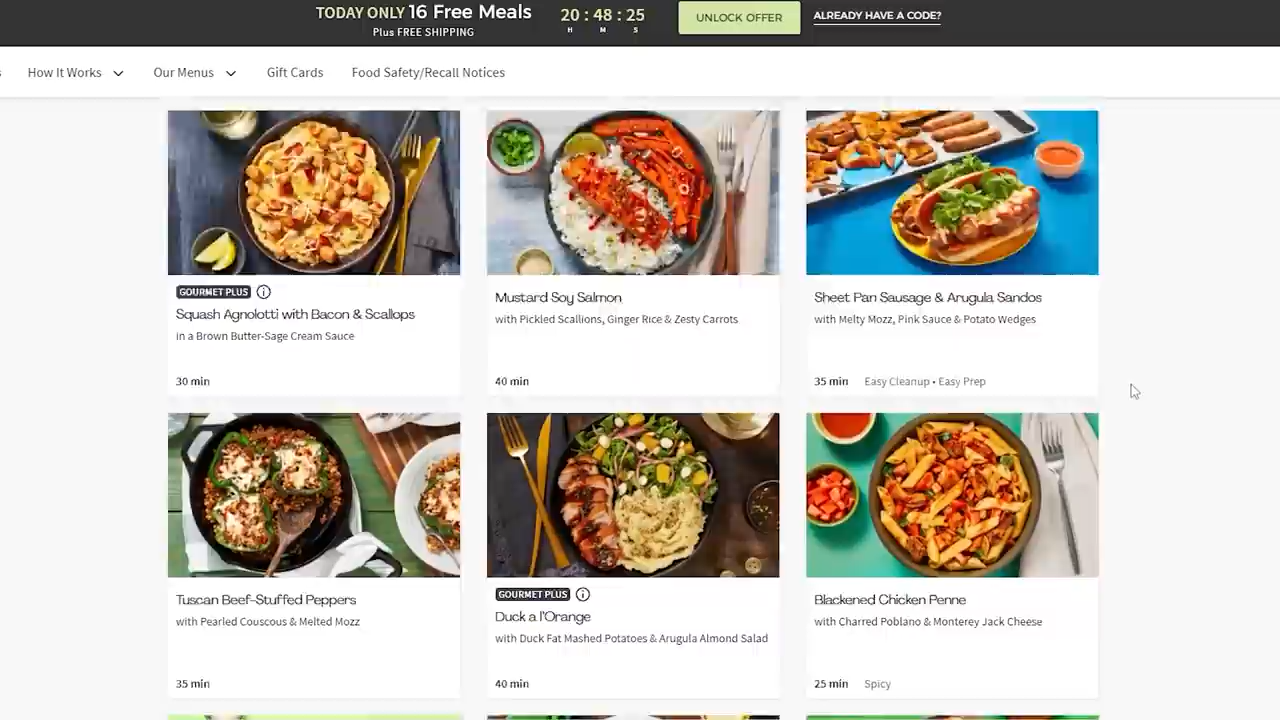 TODAY ONLY 16 Free Meals
Plus FREE SHIPPING
20 : 48 : 25
H M S
UNLOCK OFFER
ALREADY HAVE A CODE?
s
How It Works
Our Menus
Gift Cards
Food Safety/Recall Notices
GOURMET PLUS
Squash Agnolotti with Bacon & Scallops
in a Brown Butter-Sage Cream Sauce
30 min
Mustard Soy Salmon
with Pickled Scallions, Ginger Rice & Zesty Carrots
40 min
Sheet Pan Sausage & Arugula Sandos
with Melty Mozz, Pink Sauce & Potato Wedges
35 min Easy Cleanup • Easy Prep
Tuscan Beef-Stuffed Peppers
with Pearled Couscous & Melted Mozz
35 min
GOURMET PLUS
Duck a l'Orange
with Duck Fat Mashed Potatoes & Arugula Almond Salad
40 min
Blackened Chicken Penne
with Charred Poblano & Monterey Jack Cheese
25 min Spicy